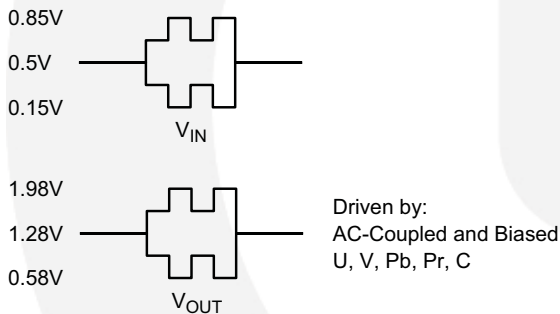 0.85V
0.5V
0.15V
VIN
1.98V
1.28V
0.58V
VOUT
Driven by:
AC-Coupled and Biased
U, V, Pb, Pr, C